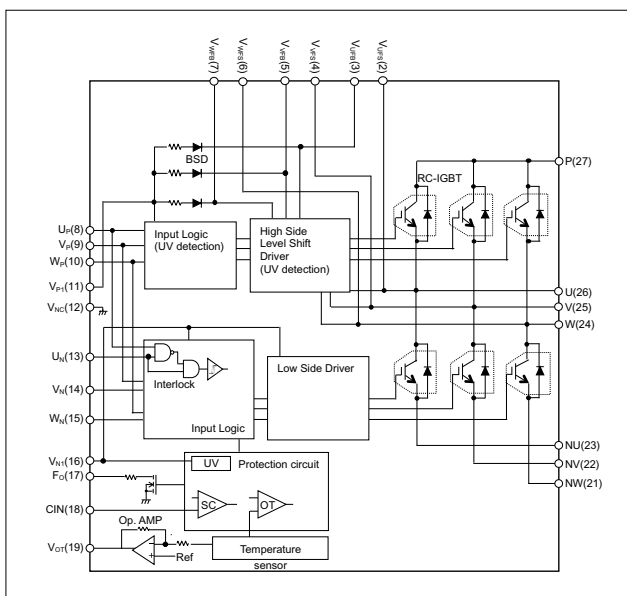 VWFB(7)
VWFS(6)
VVFB(5)
VVFS(4)
VUFB(3)
VUFS(2)
BSD
P(27)
RC-IGBT
UP(8)
VP(9)
WP(10)
VP1(11)
VNC(12)
Input Logic
(UV detection)
High Side
Level Shift
Driver
(UV detection)
U(26)
V(25)
W(24)
UN(13)
VN(14)
WN(15)
Interlock
Input Logic
Low Side Driver
NU(23)
NV(22)
NW(21)
VN1(16)
FO(17)
CIN(18)
VOT(19)
UV
Protection circuit
SC
OT
Op. AMP
Ref
Temperature
sensor